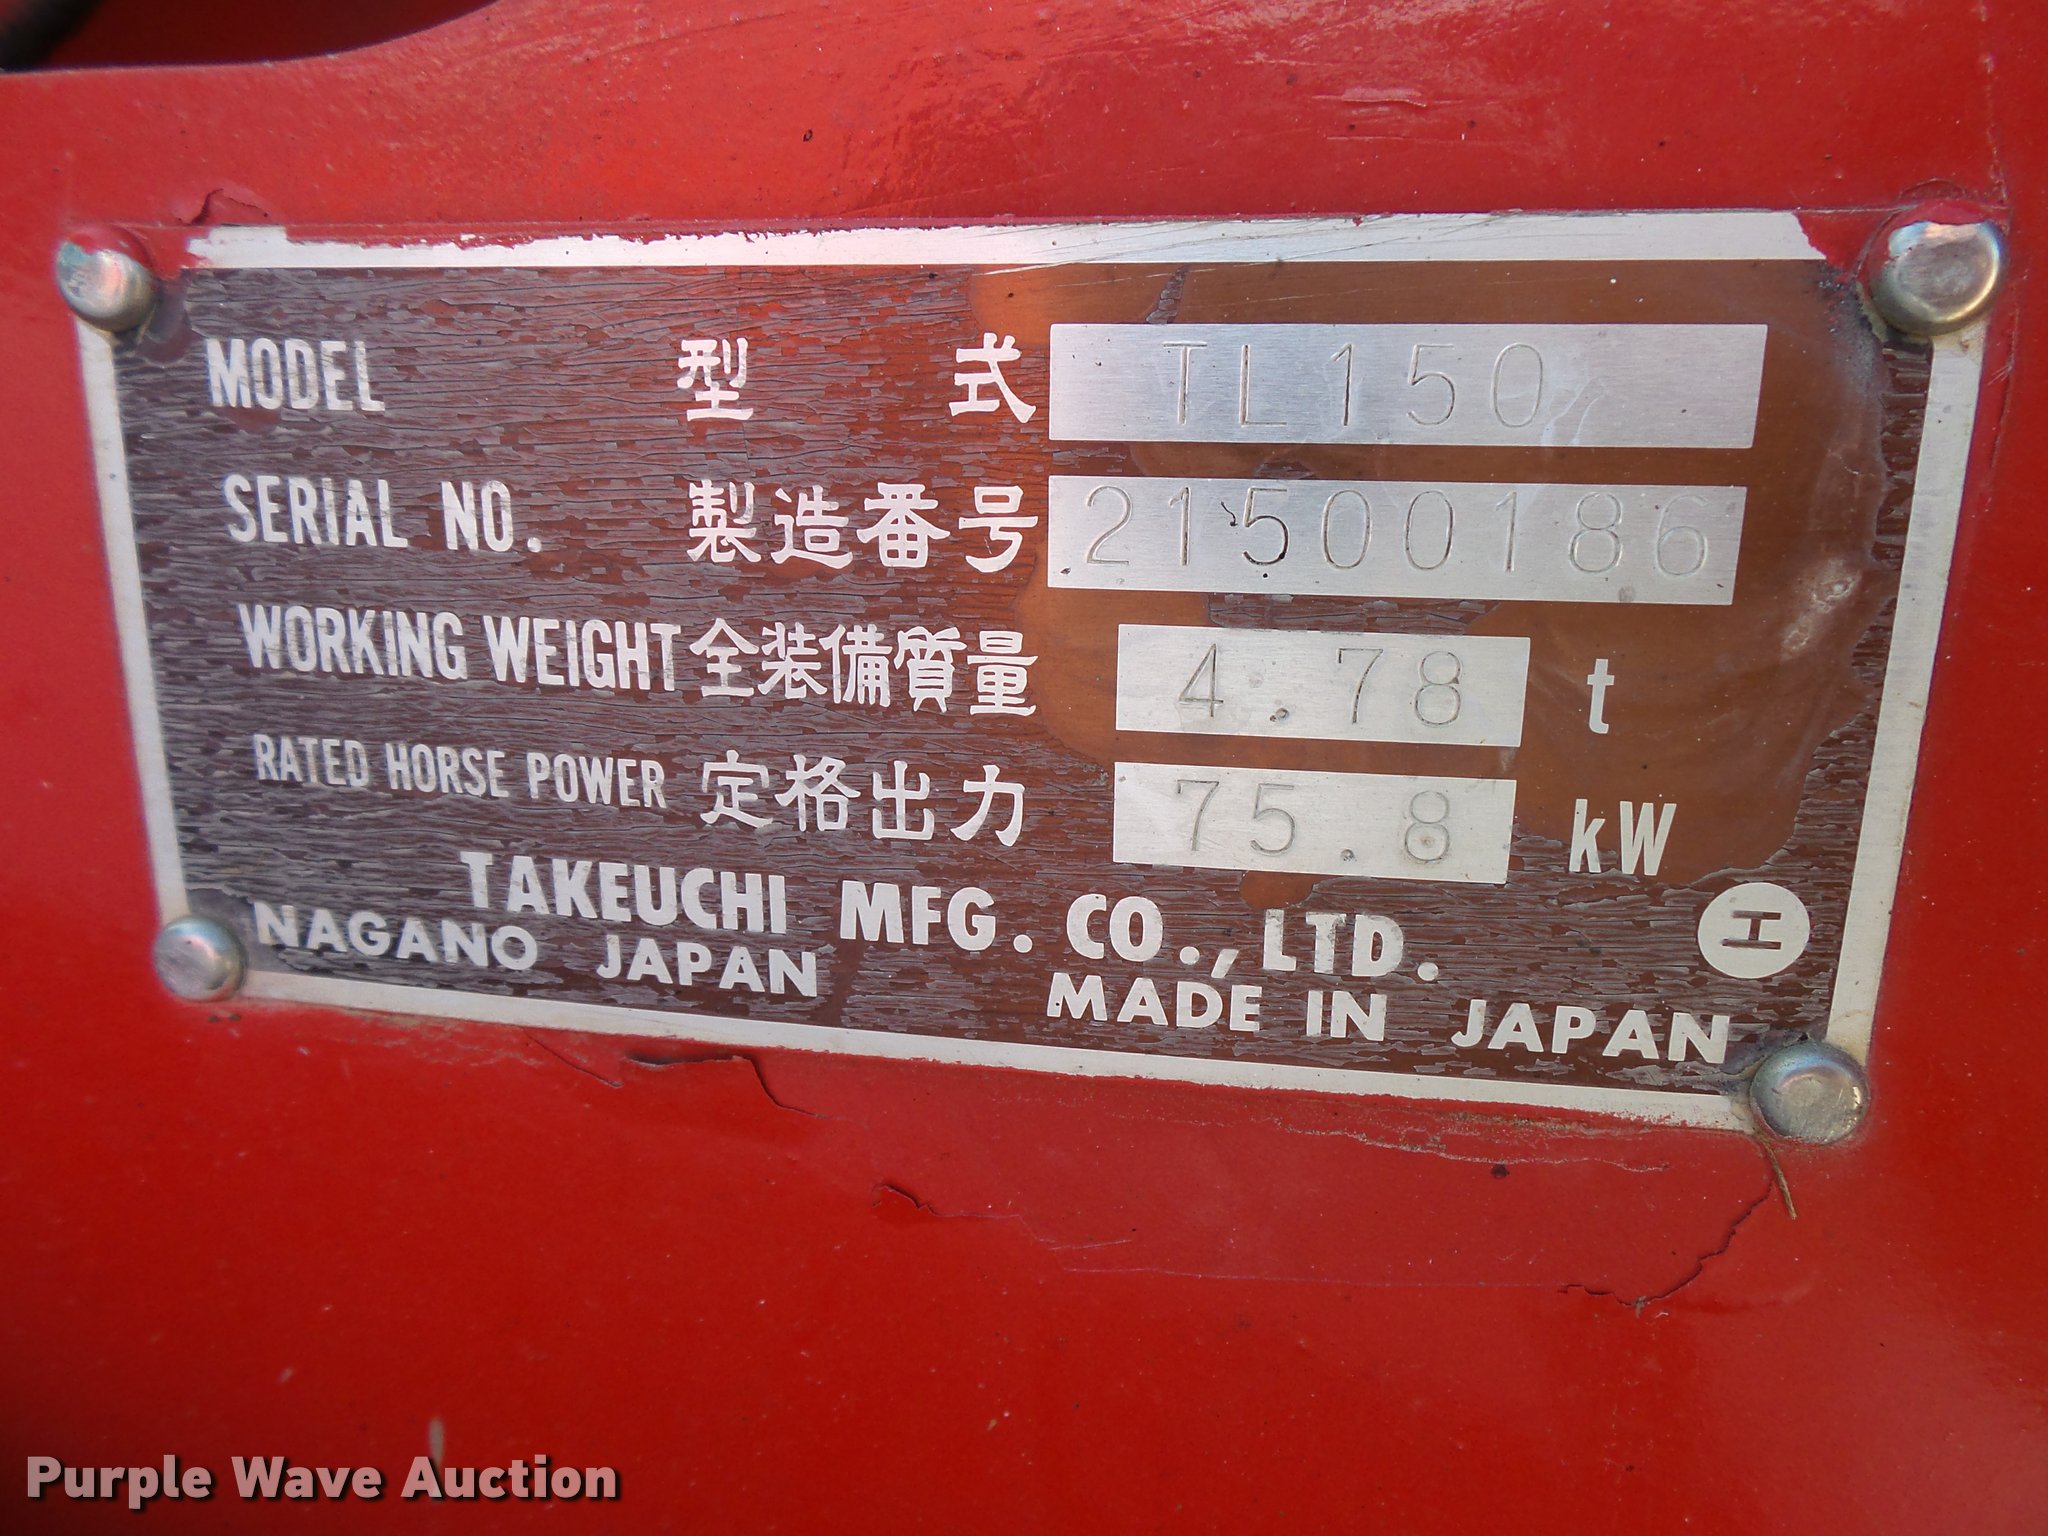 MODEL 型 式 TL150
SERIAL NO. 製造番号 21500186
WORKING WEIGHT 全装備質量 4.78 t
RATED HORSE POWER 定格出力 75.8 kW
TAKEUCHI MFG. CO., LTD.
NAGANO JAPAN MADE IN JAPAN
Purple Wave Auction